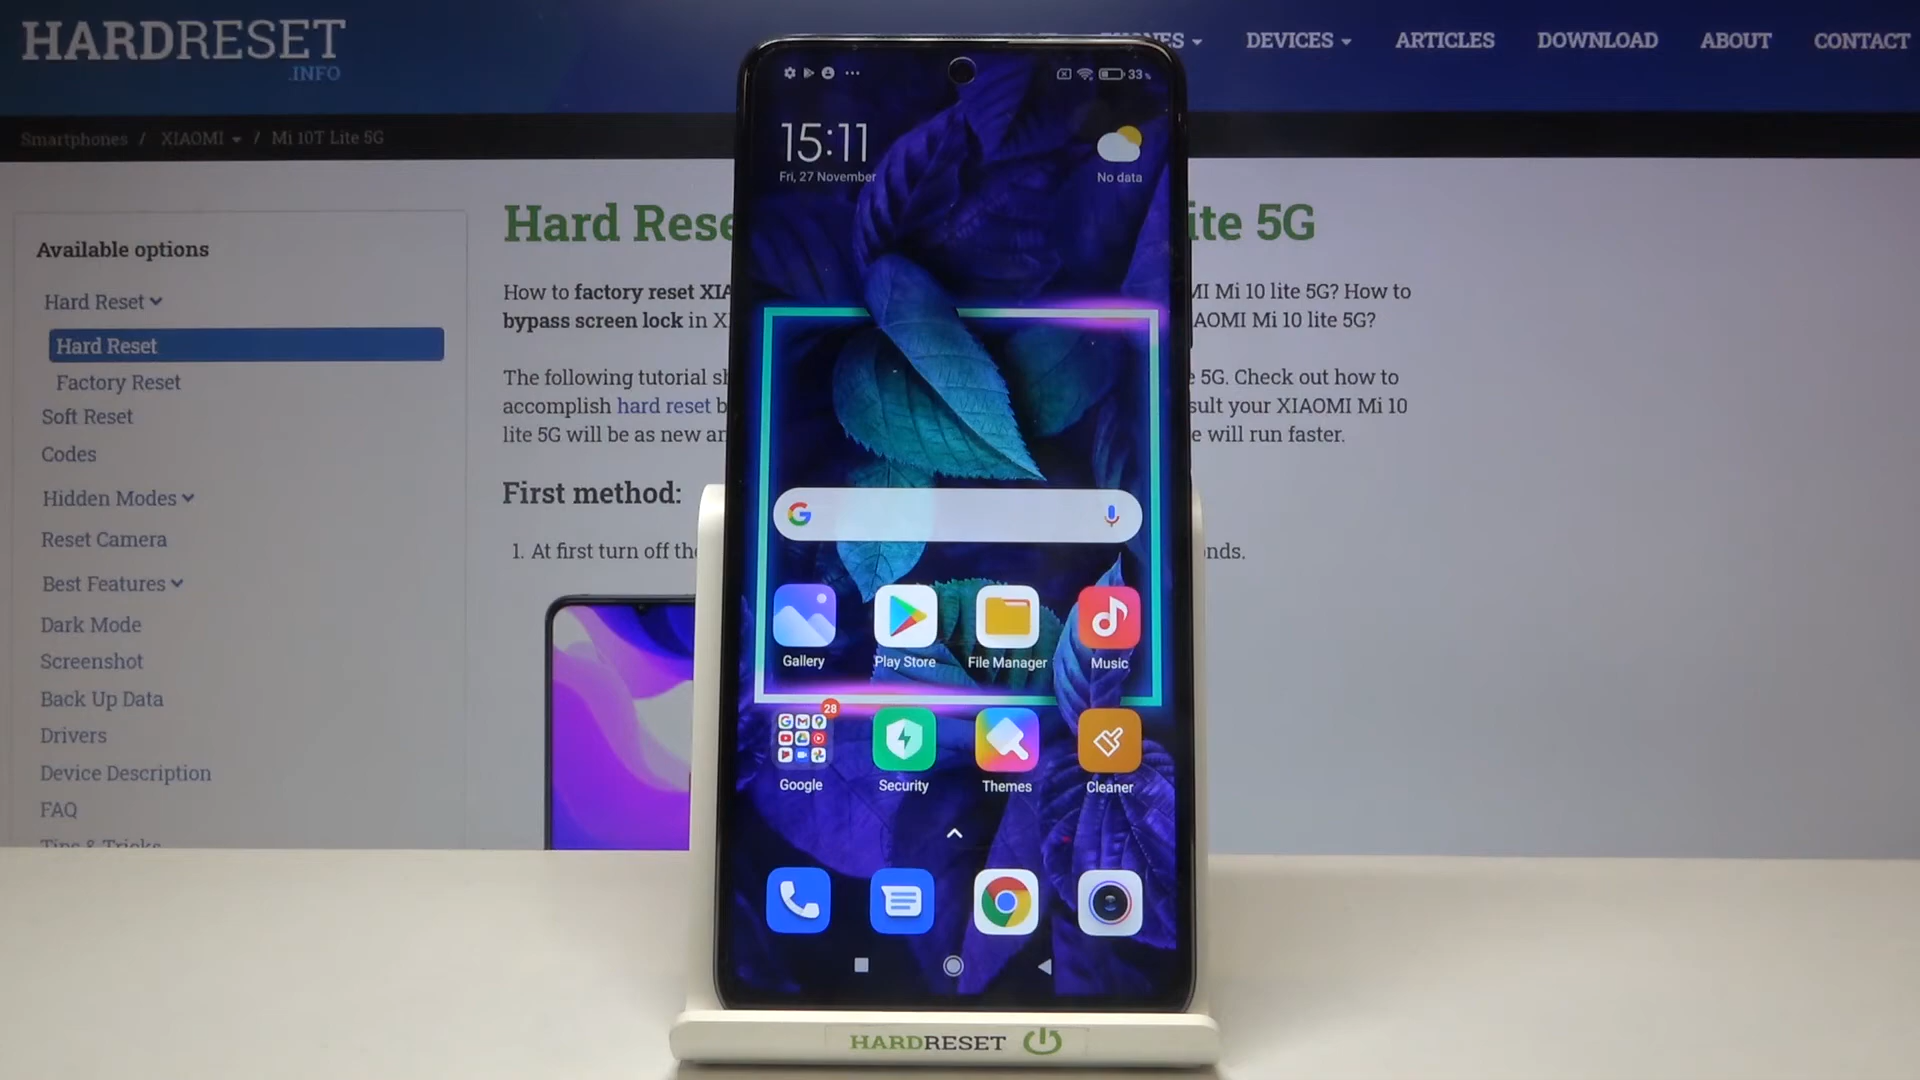 HARDRESET
.INFO
DEVICES
ARTICLES
DOWNLOAD
ABOUT
CONTACT
Smartphones / XIAOMI / Mi 10T Lite 5G
Available options
Hard Reset
Hard Reset
Factory Reset
Soft Reset
Codes
Hidden Modes
Reset Camera
Best Features
Dark Mode
Screenshot
Back Up Data
Drivers
Device Description
FAQ
Tips & Tricks
Hard Rese
ite 5G
How to factory reset XIA
MI Mi 10 lite 5G? How to
bypass screen lock in X
AOMI Mi 10 lite 5G?
The following tutorial sh
e 5G. Check out how to
accomplish hard reset b
sult your XIAOMI Mi 10
lite 5G will be as new an
e will run faster.
First method:
1. At first turn off the
nds.
33%
15:11
Fri, 27 November
No data
Gallery
Play Store
File Manager
Music
28
Google
Security
Themes
Cleaner
HARDRESET